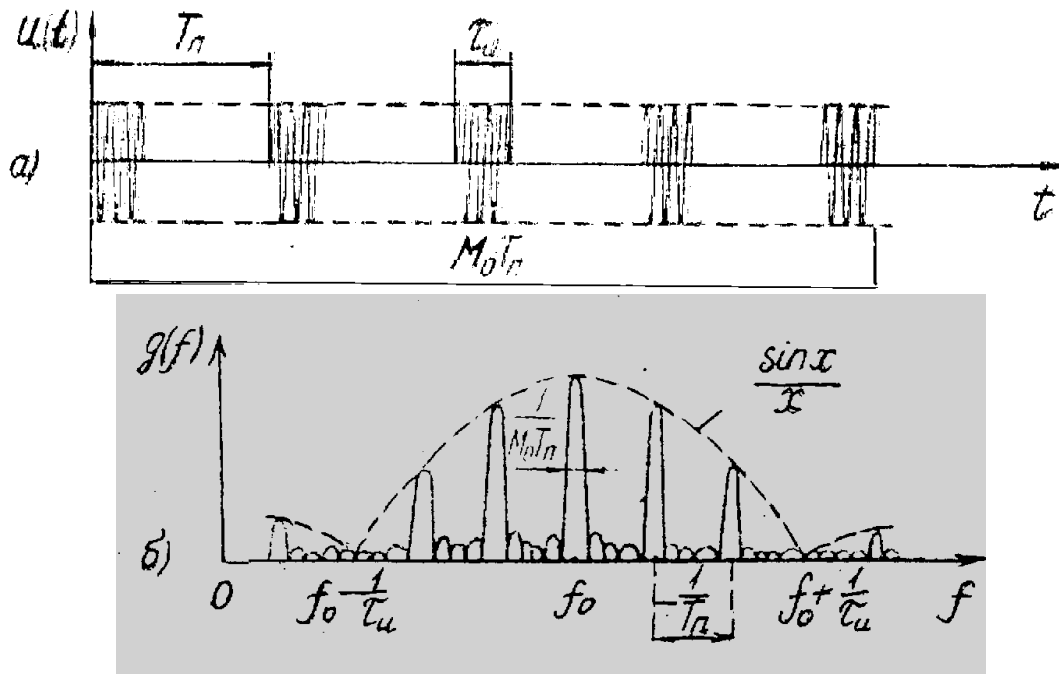 u(t) Tп τи
а)
t
M₀Tп
g(f) sin x / x
1 / M₀Tп
б)
0 f₀ - 1/τи f₀ 1/Tп f₀ + 1/τи f